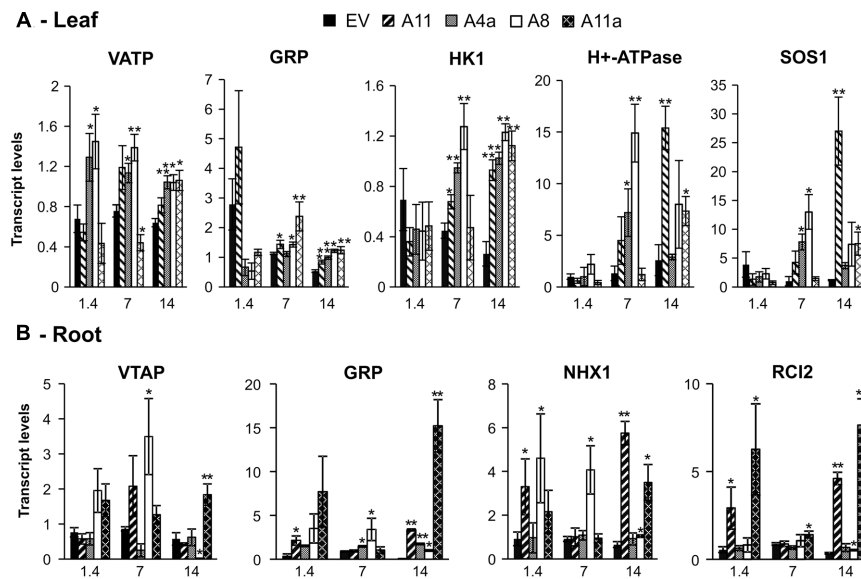 A - Leaf
EV A11 A4a A8 A11a
VATP GRP HK1 H+-ATPase SOS1
Transcript levels
2
1.6
1.2
0.8
0.4
0
* * * ** * ** ** *
1.4 7 14
7
6
5
4
3
2
1
0
* * ** ** ** ** **
1.4 7 14
1.6
1.2
0.8
0.4
0
* ** ** ** ** ** **
1.4 7 14
20
15
10
5
0
* ** ** *
1.4 7 14
35
30
25
20
15
10
5
0
* * ** *
1.4 7 14
B - Root
VTAP GRP NHX1 RCI2
Transcript levels
5
4
3
2
1
0
* * **
1.4 7 14
20
15
10
5
0
* * * ** ** * **
1.4 7 14
8
6
4
2
0
* * * ** * *
1.4 7 14
10
5
0
* * * ** * *
1.4 7 14